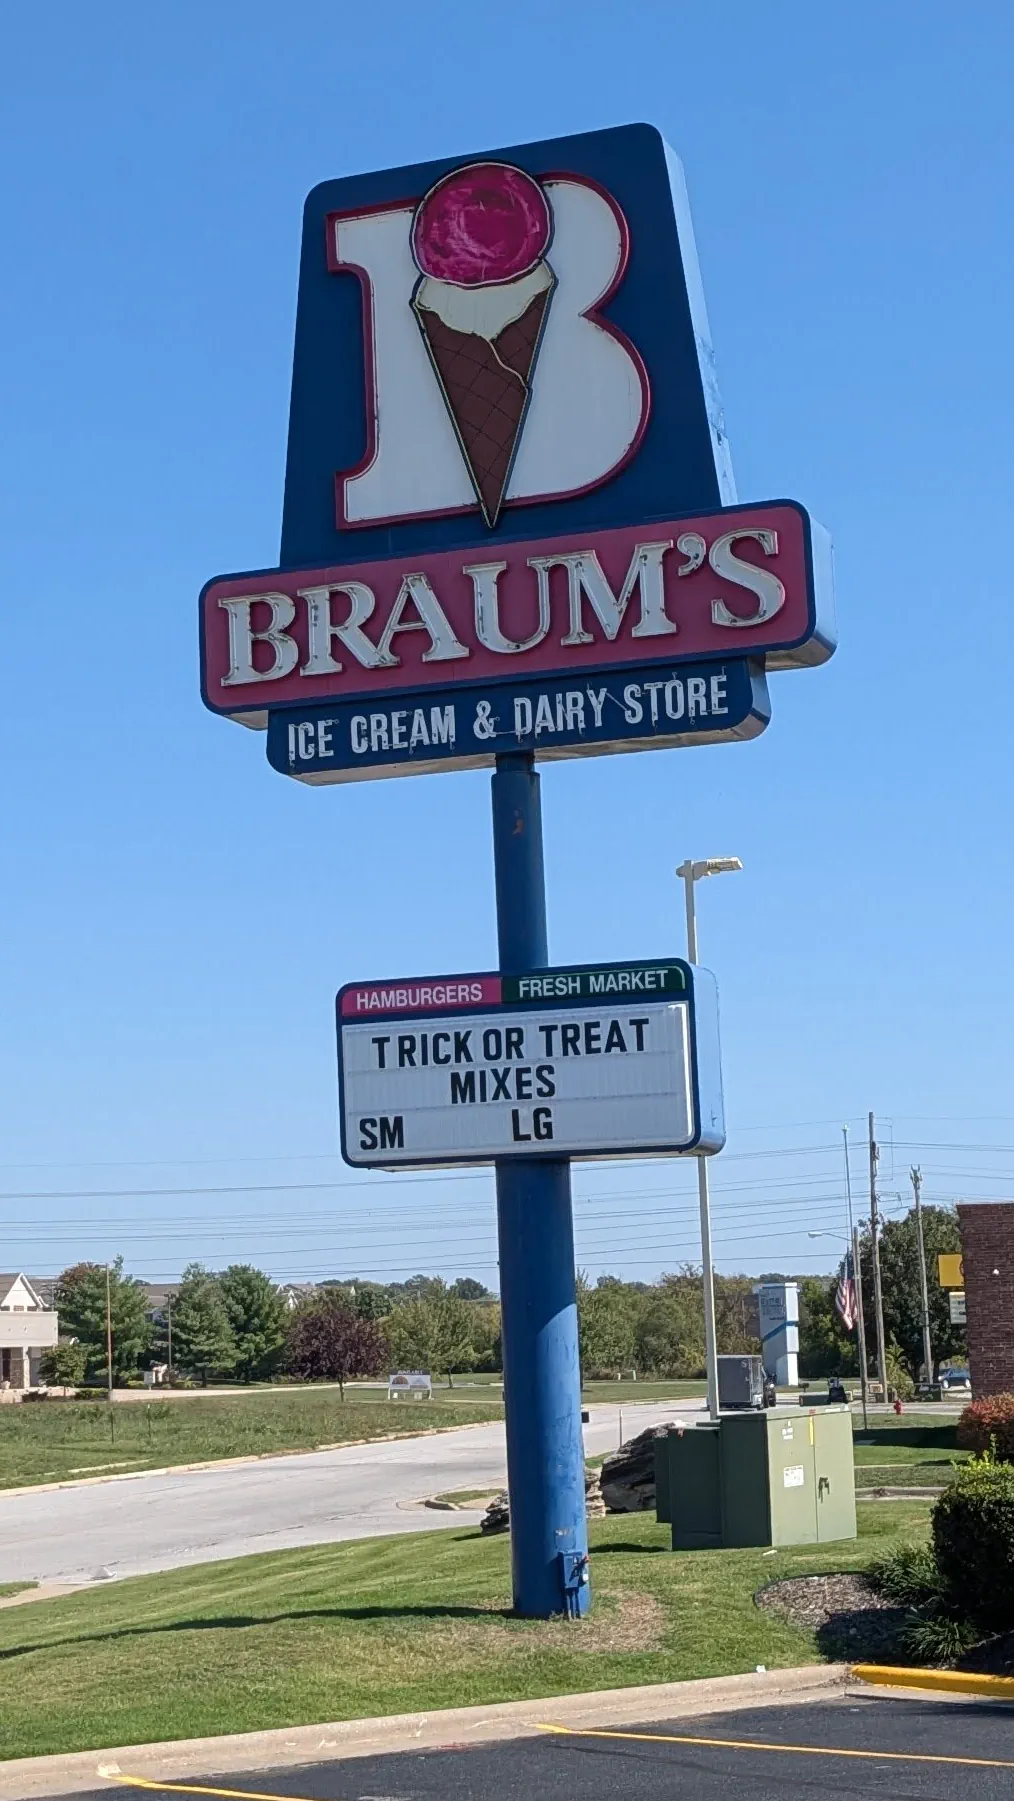 B
BRAUM'S
ICE CREAM & DAIRY STORE
HAMBURGERS FRESH MARKET
TRICK OR TREAT
MIXES
SM LG